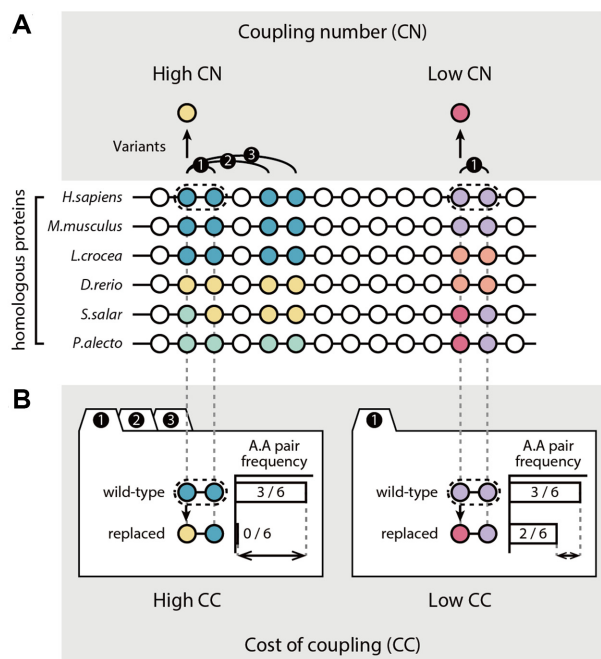 A
Coupling number (CN)
High CN
Low CN
Variants
1
2
3
1
homologous proteins
H.sapiens
M.musculus
L.crocea
D.rerio
S.salar
P.alecto
B
1
2
3
A.A pair
frequency
wild-type
3 / 6
replaced
0 / 6
High CC
1
A.A pair
frequency
wild-type
3 / 6
replaced
2 / 6
Low CC
Cost of coupling (CC)